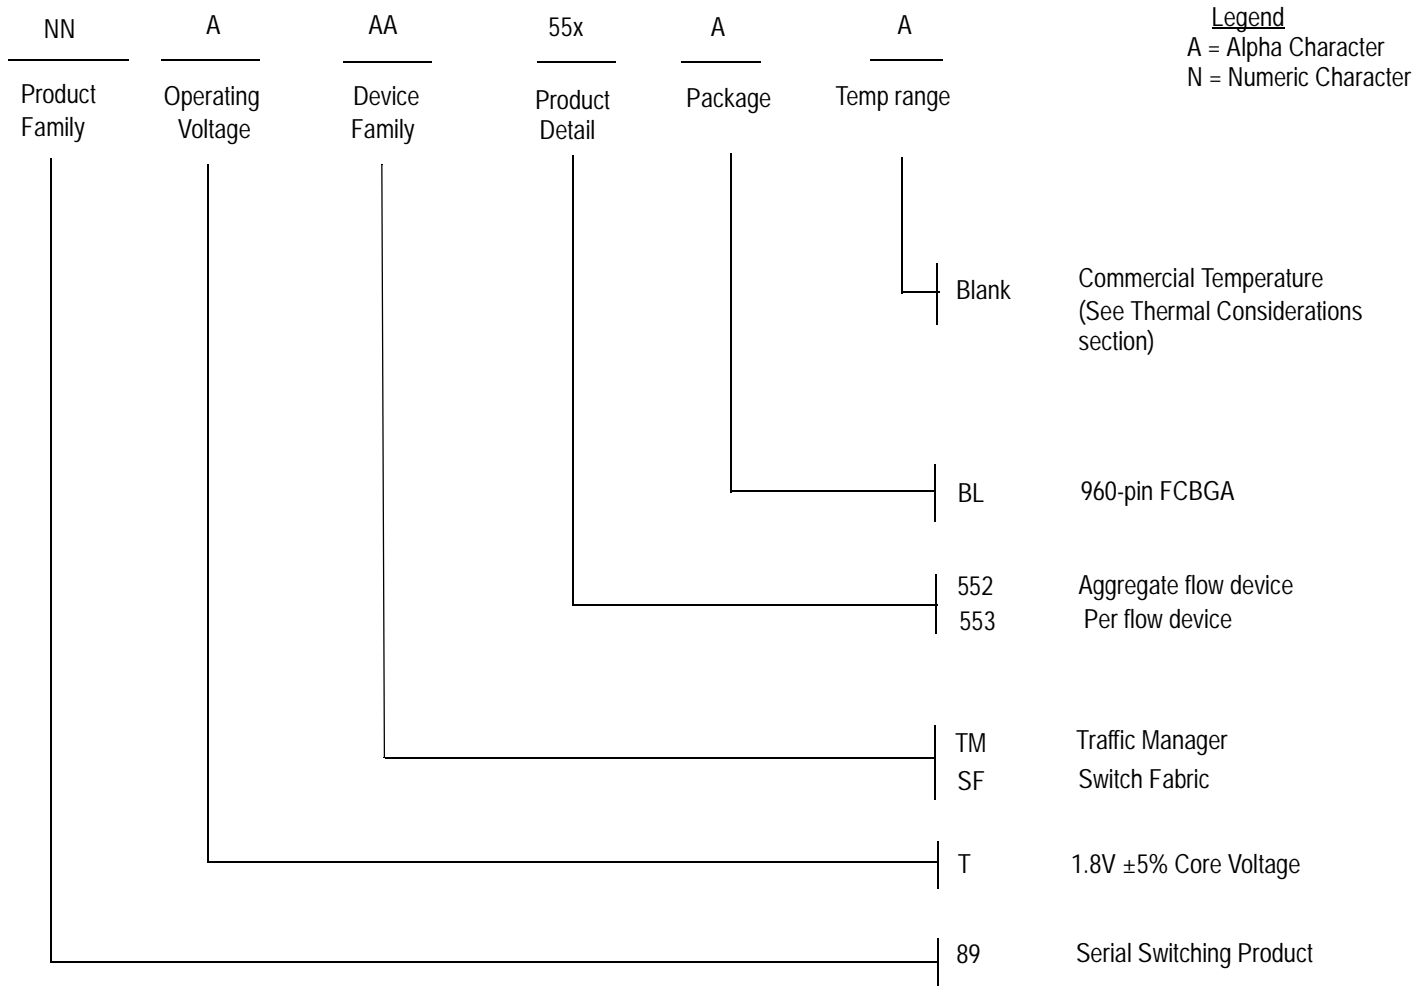 NN A AA 55x A A
Legend
A = Alpha Character
N = Numeric Character
Product Family
Operating Voltage
Device Family
Product Detail
Package
Temp range
Blank Commercial Temperature
(See Thermal Considerations
section)
BL 960-pin FCBGA
552 Aggregate flow device
553 Per flow device
TM Traffic Manager
SF Switch Fabric
T 1.8V ±5% Core Voltage
89 Serial Switching Product